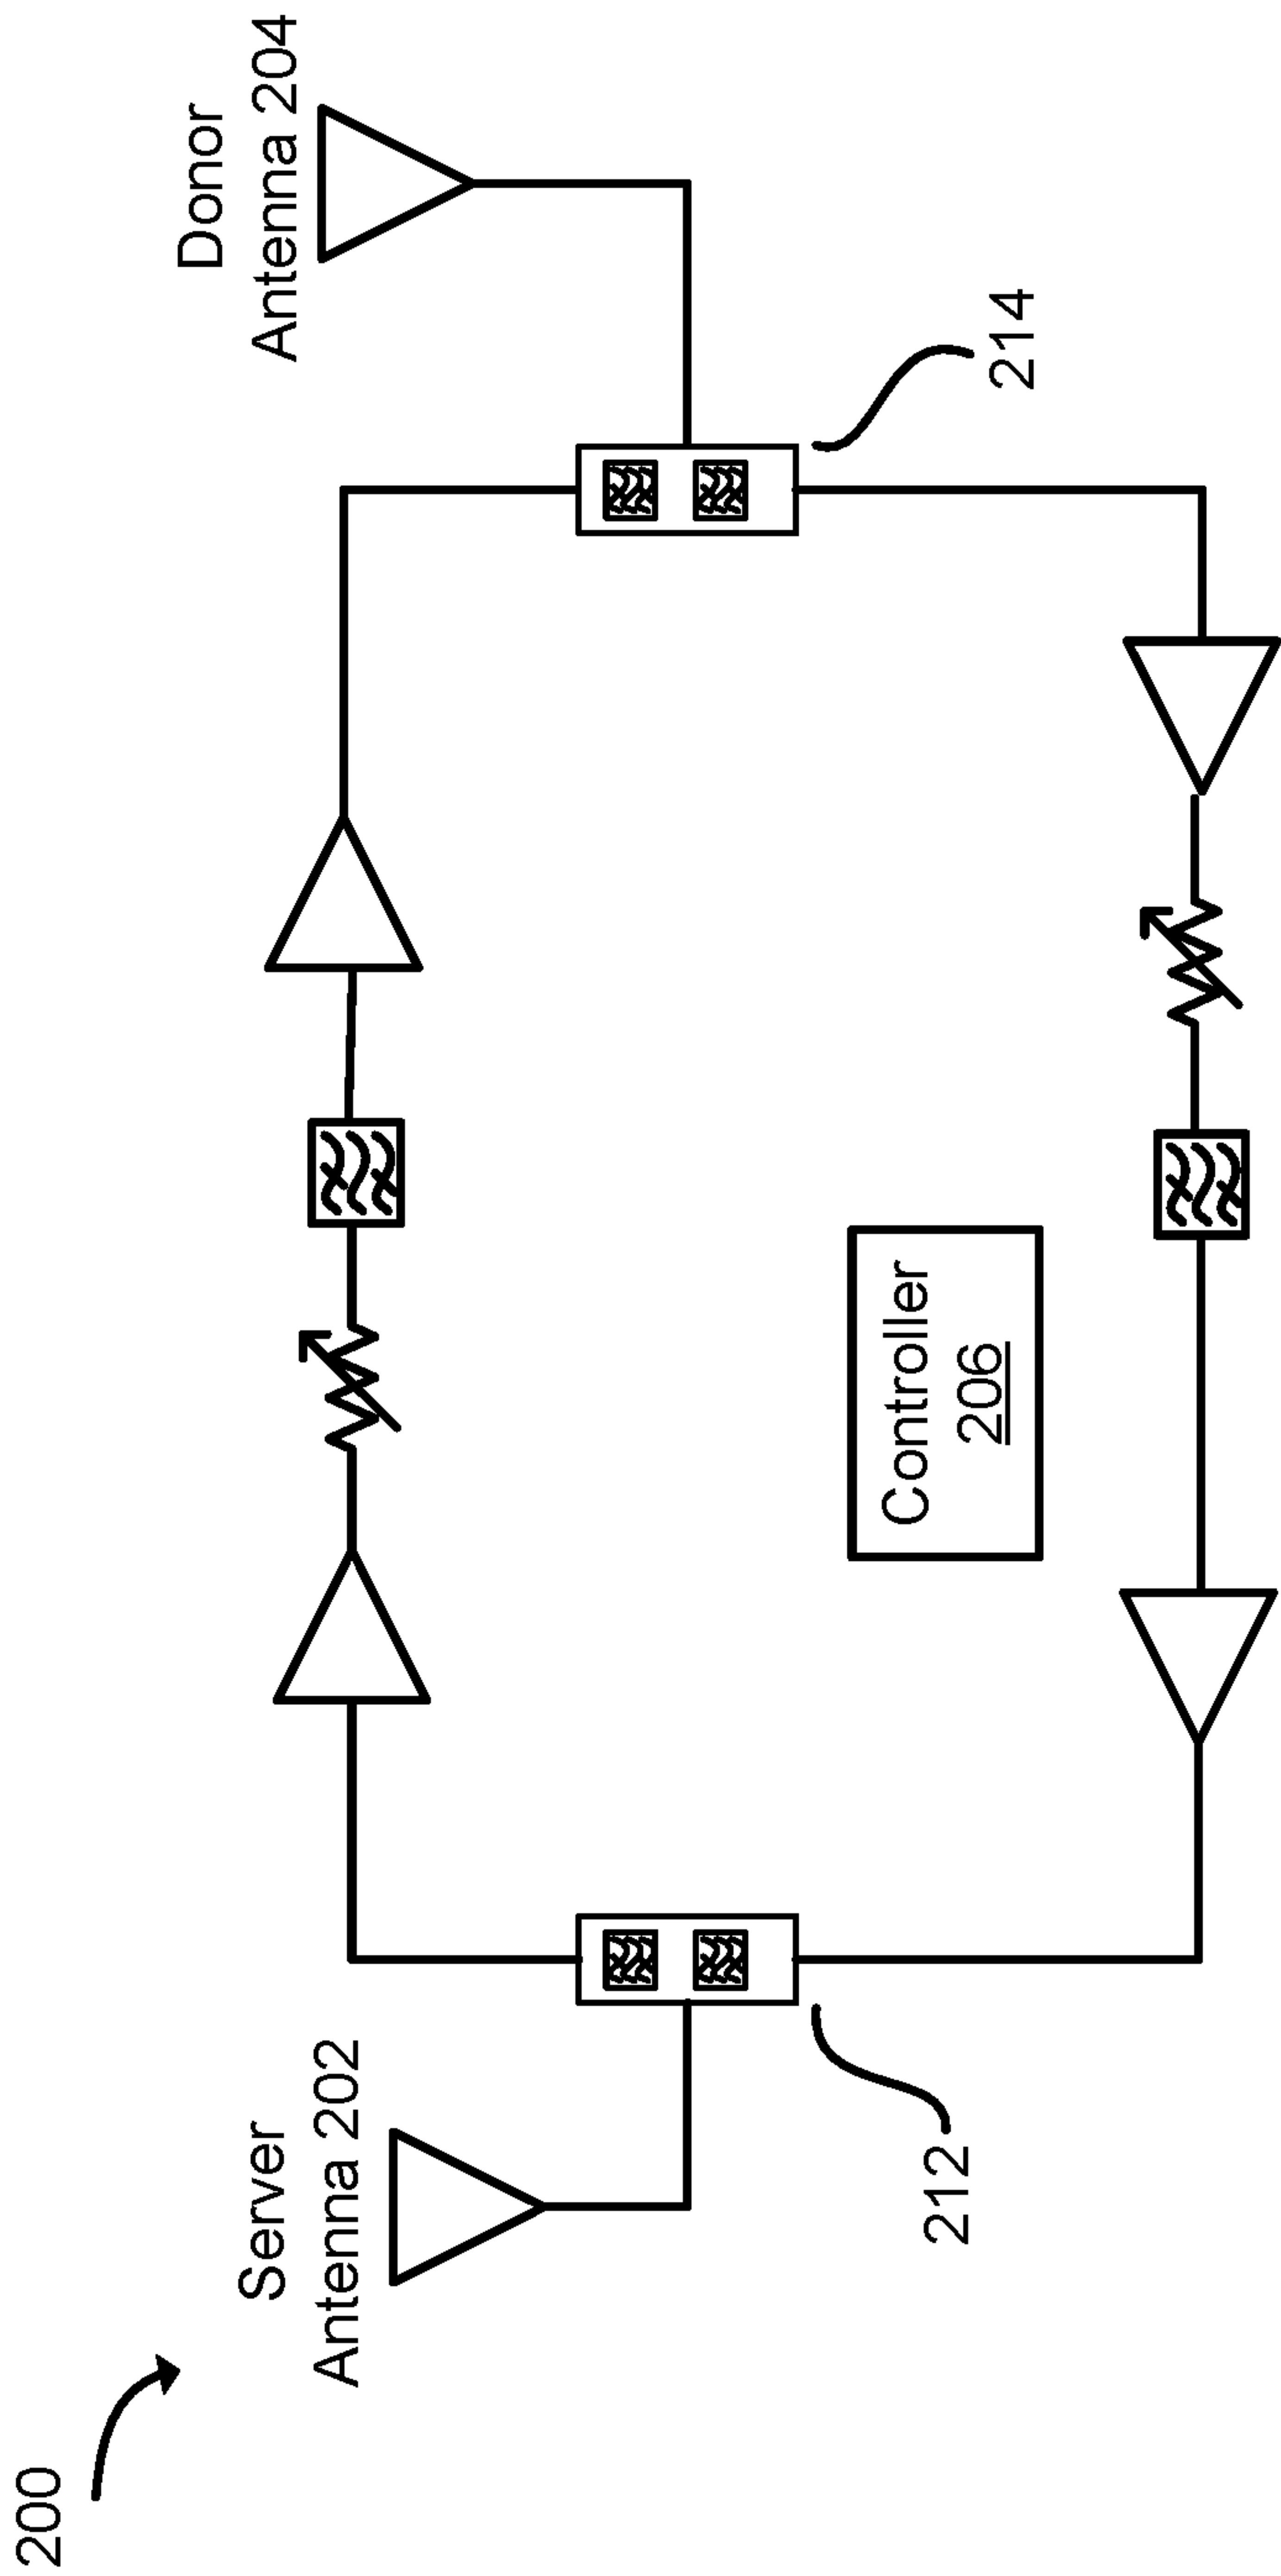 200
Server
Antenna 202
Donor
Antenna 204
212
214
Controller
206